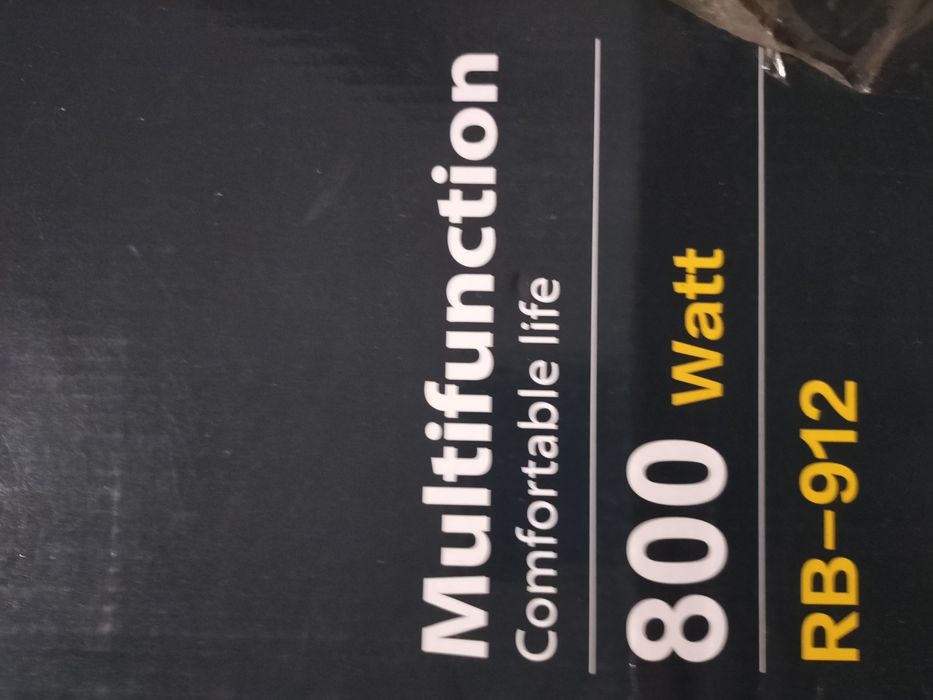 Multifunction
Comfortable life
800 Watt
RB-912